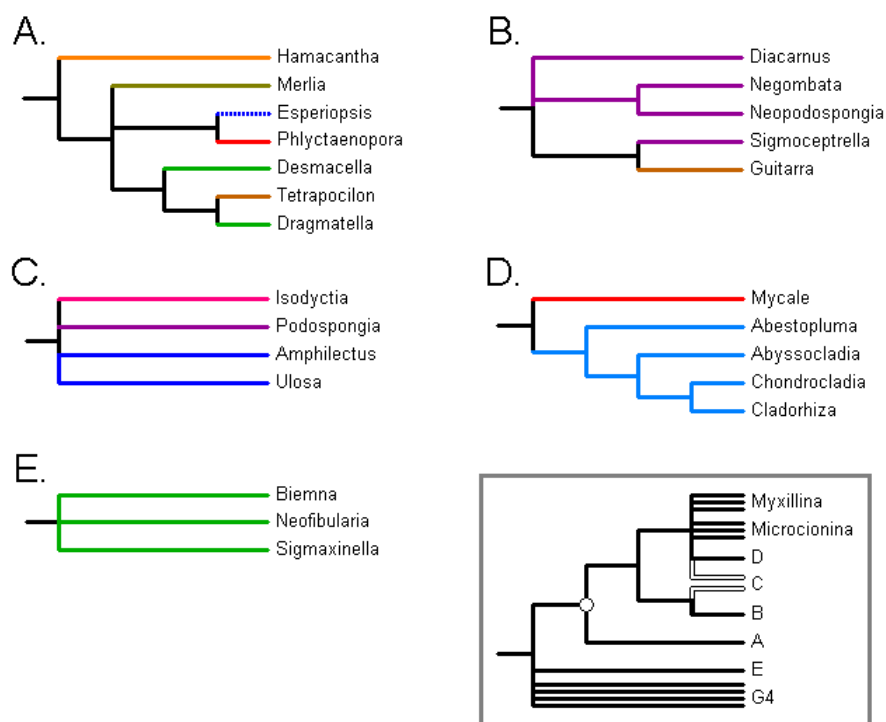 A.
Hamacantha
Merlia
Esperiopsis
Phlyctaenopora
Desmacella
Tetrapocilon
Dragmatella
B.
Diacarnus
Negombata
Neopodospongia
Sigmoceptrella
Guitarra
C.
Isodyctia
Podospongia
Amphilectus
Ulosa
D.
Mycale
Abestopluma
Abyssocladia
Chondrocladia
Cladorhiza
E.
Biemna
Neofibularia
Sigmaxinella
Myxillina
Microcionina
D
C
B
A
E
G4